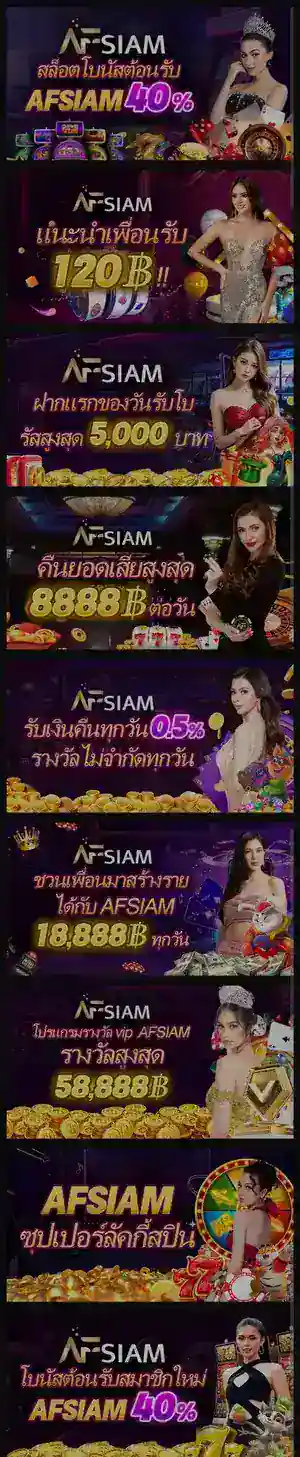 AFSIAM
สล็อตโบนัสต้อนรับ
AFSIAM 40%
AFSIAM
แนะนำเพื่อนรับ
120฿ !!
AFSIAM
ฝากแรกของวันรับโบ
รัสสูงสุด 5,000 บาท
AFSIAM
คืนยอดเสียสูงสุด
8888฿ ต่อวัน
AFSIAM
รับเงินคืนทุกวัน 0.5%
รางวัล ไม่จำกัดทุกวัน
AFSIAM
ชวนเพื่อนมาสร้างราย
ได้กับ AFSIAM
18,888฿ ทุกวัน
AFSIAM
โปรแกรมรางวัล vip AFSIAM
รางวัลสูงสุด
58,888฿
AFSIAM
ซุปเปอร์ลัคกี้สปิน
AFSIAM
โบนัสต้อนรับสมาชิกใหม่
AFSIAM 40%